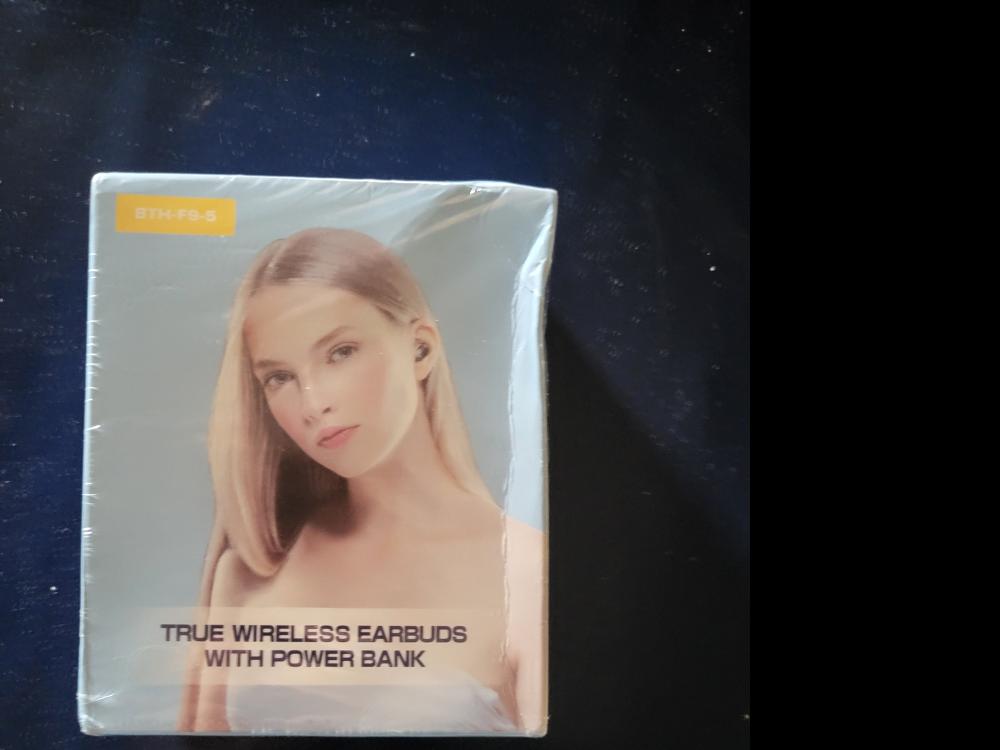 BTH-F9-5
TRUE WIRELESS EARBUDS
WITH POWER BANK